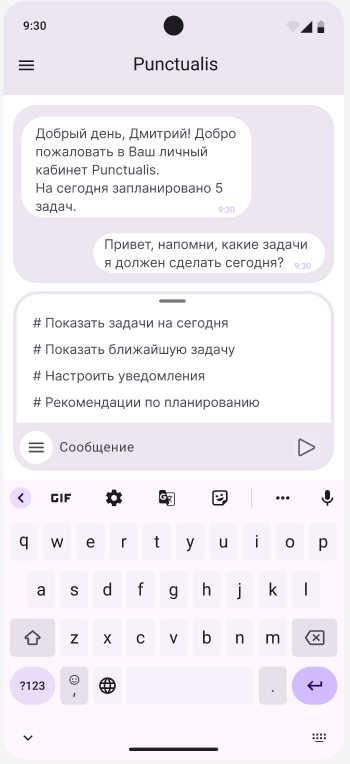 9:30
Punctualis
Добрый день, Дмитрий! Добро
пожаловать в Ваш личный
кабинет Punctualis.
На сегодня запланировано 5
задач.
9:30
Привет, напомни, какие задачи
я должен сделать сегодня?
9:30
# Показать задачи на сегодня
# Показать ближайшую задачу
# Настроить уведомления
# Рекомендации по планированию
Сообщение
GIF
q w e r t y u i o p
a s d f g h j k l
z x c v b n m
?123 , .